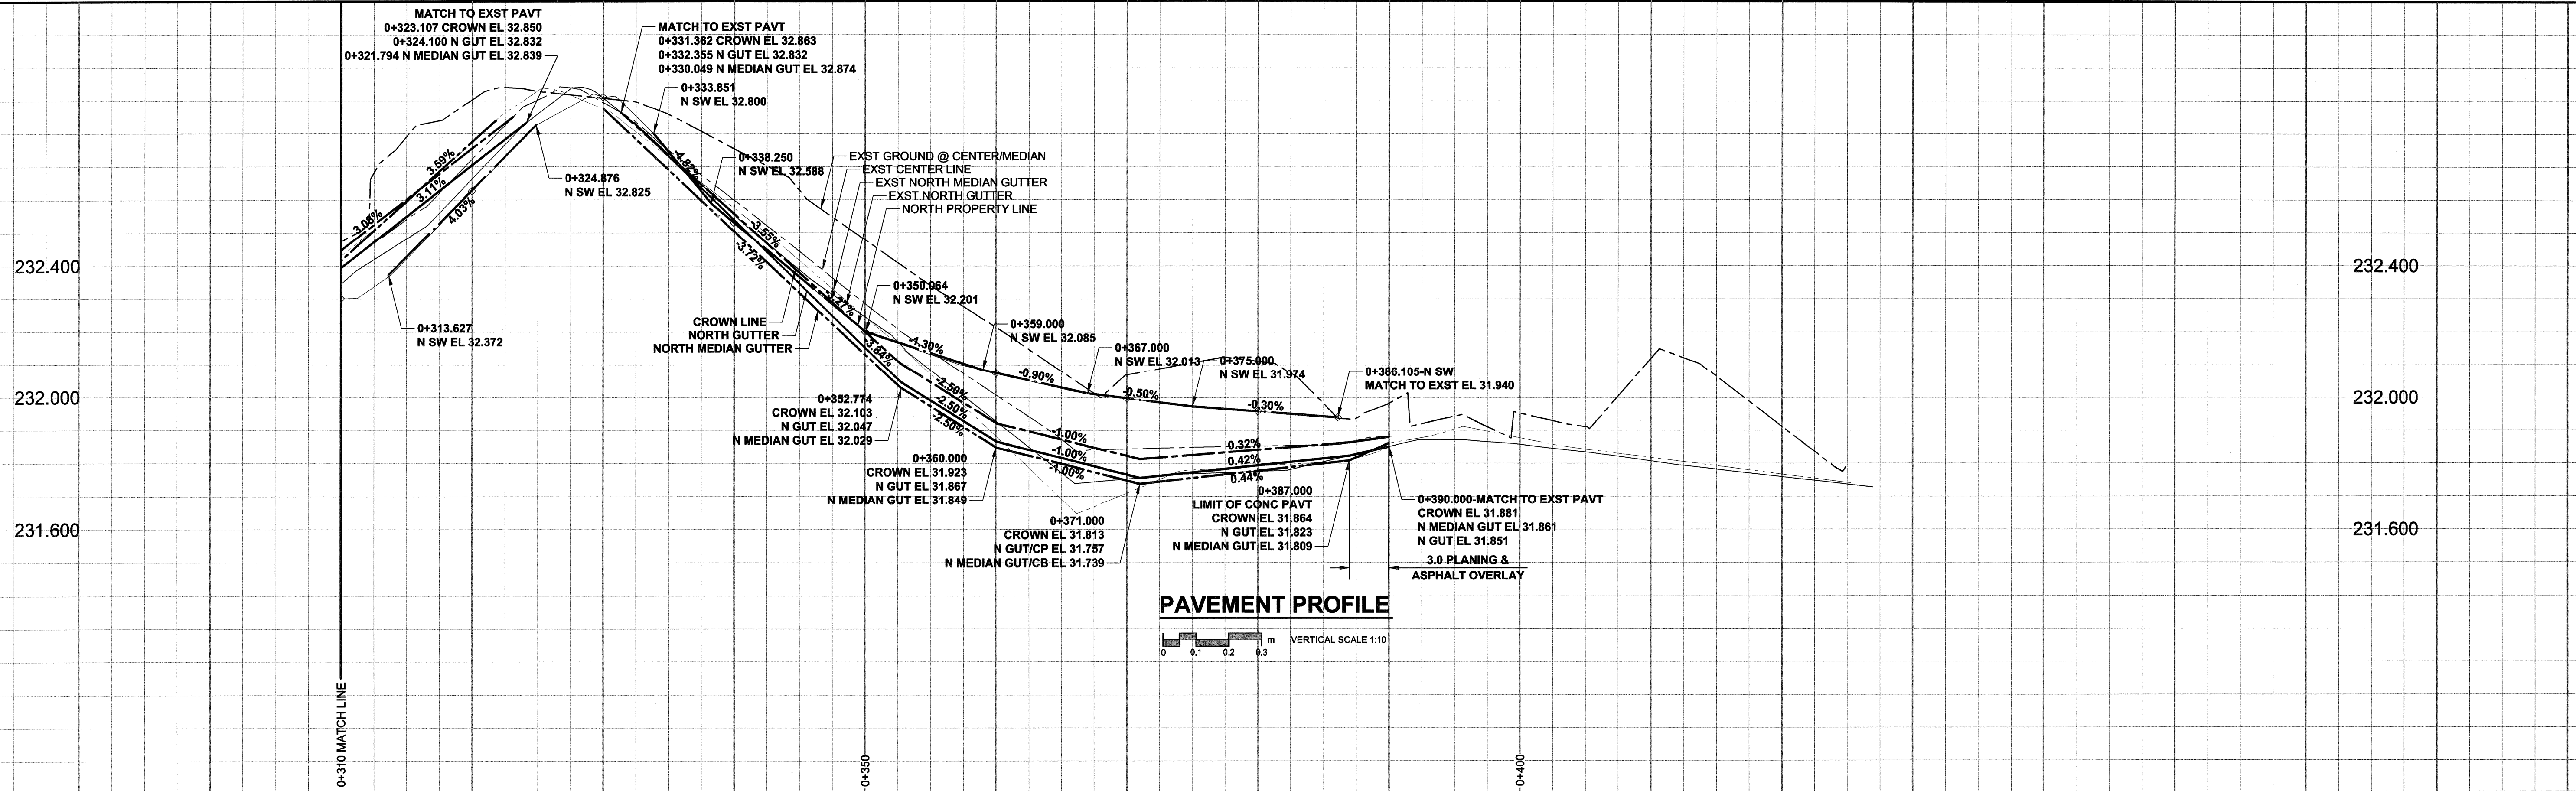 MATCH TO EXST PAVT
0+323.107 CROWN EL 32.850
0+324.100 N GUT EL 32.832
0+321.794 N MEDIAN GUT EL 32.839
MATCH TO EXST PAVT
0+331.362 CROWN EL 32.863
0+332.355 N GUT EL 32.832
0+330.049 N MEDIAN GUT EL 32.874
0+333.851
N SW EL 32.800
0+338.250
N SW EL 32.588
EXST GROUND @ CENTER/MEDIAN
EXST CENTER LINE
EXST NORTH MEDIAN GUTTER
EXST NORTH GUTTER
NORTH PROPERTY LINE
3.59%
3.11%
3.08%
4.03%
0+324.876
N SW EL 32.825
-4.82%
-3.55%
-3.72%
-3.27%
232.400
232.400
0+313.627
N SW EL 32.372
CROWN LINE
NORTH GUTTER
NORTH MEDIAN GUTTER
0+350.064
N SW EL 32.201
-3.84%
-1.30%
0+359.000
N SW EL 32.085
-0.90%
0+367.000
N SW EL 32.013
-0.50%
0+375.000
N SW EL 31.974
-0.30%
0+386.105-N SW
MATCH TO EXST EL 31.940
232.000
232.000
0+352.774
CROWN EL 32.103
N GUT EL 32.047
N MEDIAN GUT EL 32.029
-2.50%
-2.50%
-2.50%
-1.00%
-1.00%
-1.00%
0.32%
0.42%
0.44%
0+360.000
CROWN EL 31.923
N GUT EL 31.867
N MEDIAN GUT EL 31.849
0+371.000
CROWN EL 31.813
N GUT/CP EL 31.757
N MEDIAN GUT/CB EL 31.739
0+387.000
LIMIT OF CONC PAVT
CROWN EL 31.864
N GUT EL 31.823
N MEDIAN GUT EL 31.809
0+390.000-MATCH TO EXST PAVT
CROWN EL 31.881
N MEDIAN GUT EL 31.861
N GUT EL 31.851
3.0 PLANING &
ASPHALT OVERLAY
231.600
231.600
PAVEMENT PROFILE
0 0.1 0.2 0.3 m VERTICAL SCALE 1:10
0+310 MATCH LINE
0+350
0+400